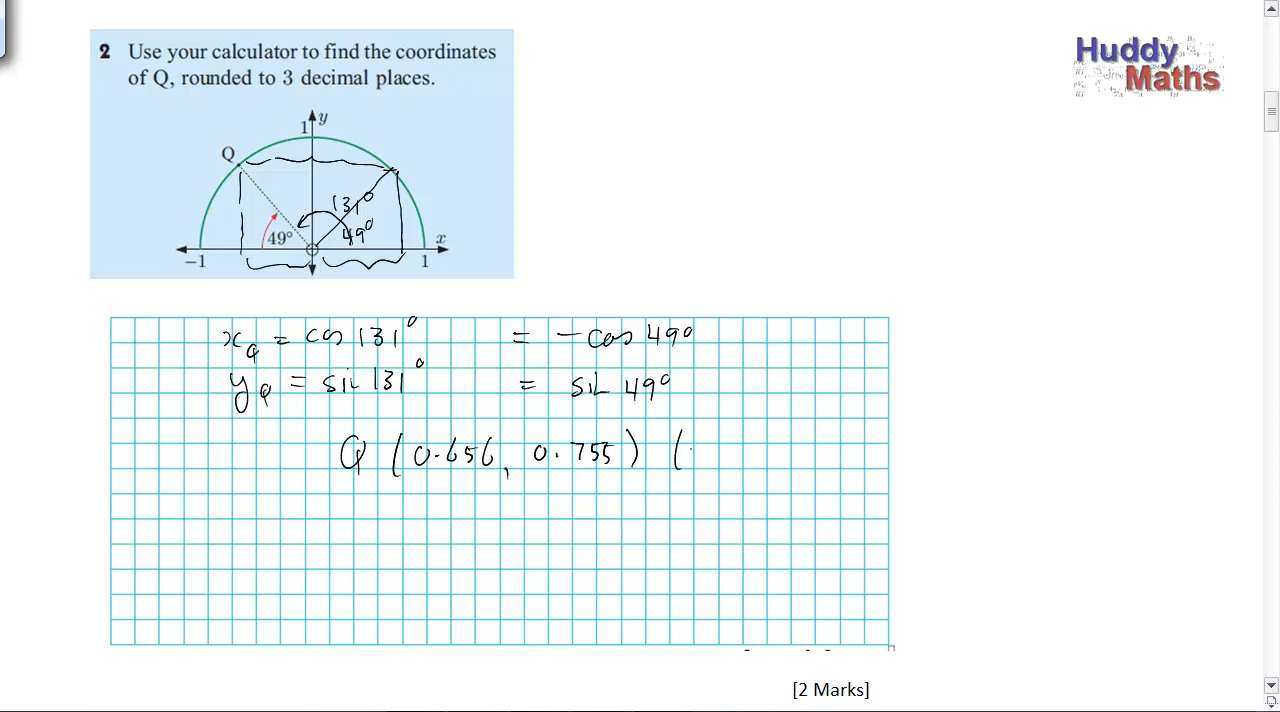 Huddy
Maths
2 Use your calculator to find the coordinates
of Q, rounded to 3 decimal places.
y
1
Q
131°
49°
49°
x
−1
1
x_Q = cos 131° = − cos 49°
y_Q = sin 131° = sin 49°
Q (0.656, 0.755) (
[2 Marks]